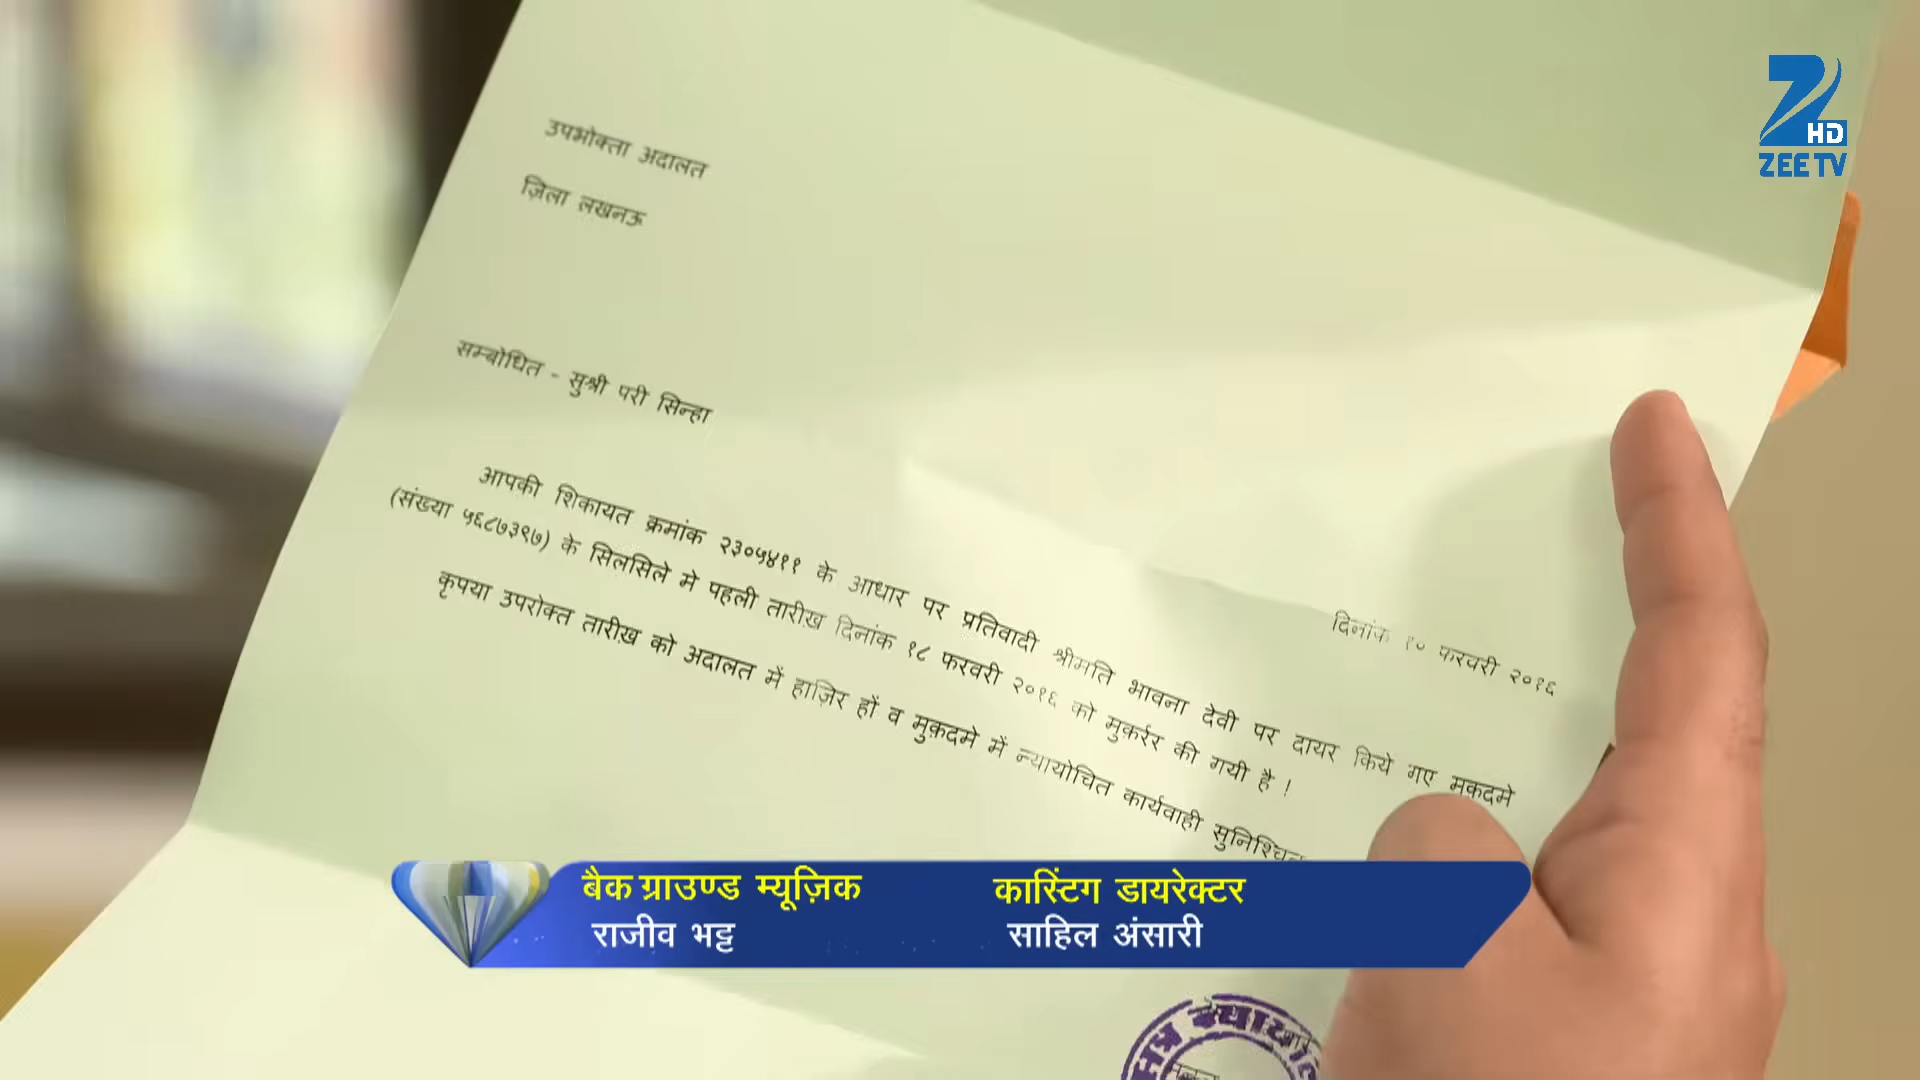 उपभोक्ता अदालत
ज़िला लखनऊ
सम्बोधित - सुश्री परी सिन्हा
दिनांक १० फरवरी २०१६
आपकी शिकायत क्रमांक २३०५४११ के आधार पर प्रतिवादी श्रीमति भावना देवी पर दायर किये गए मुक़दमे
(संख्या ५६८७३९७) के सिलसिले मे पहली तारीख़ दिनांक १८ फरवरी २०१६ को मुक़र्रर की गयी है !
कृपया उपरोक्त तारीख़ को अदालत में हाज़िर हों व मुक़दमे में न्यायोचित कार्यवाही
HD
ZEE TV
बैकग्राउण्ड म्यूज़िक कास्टिंग डायरेक्टर
राजीव भट्ट साहिल अंसारी